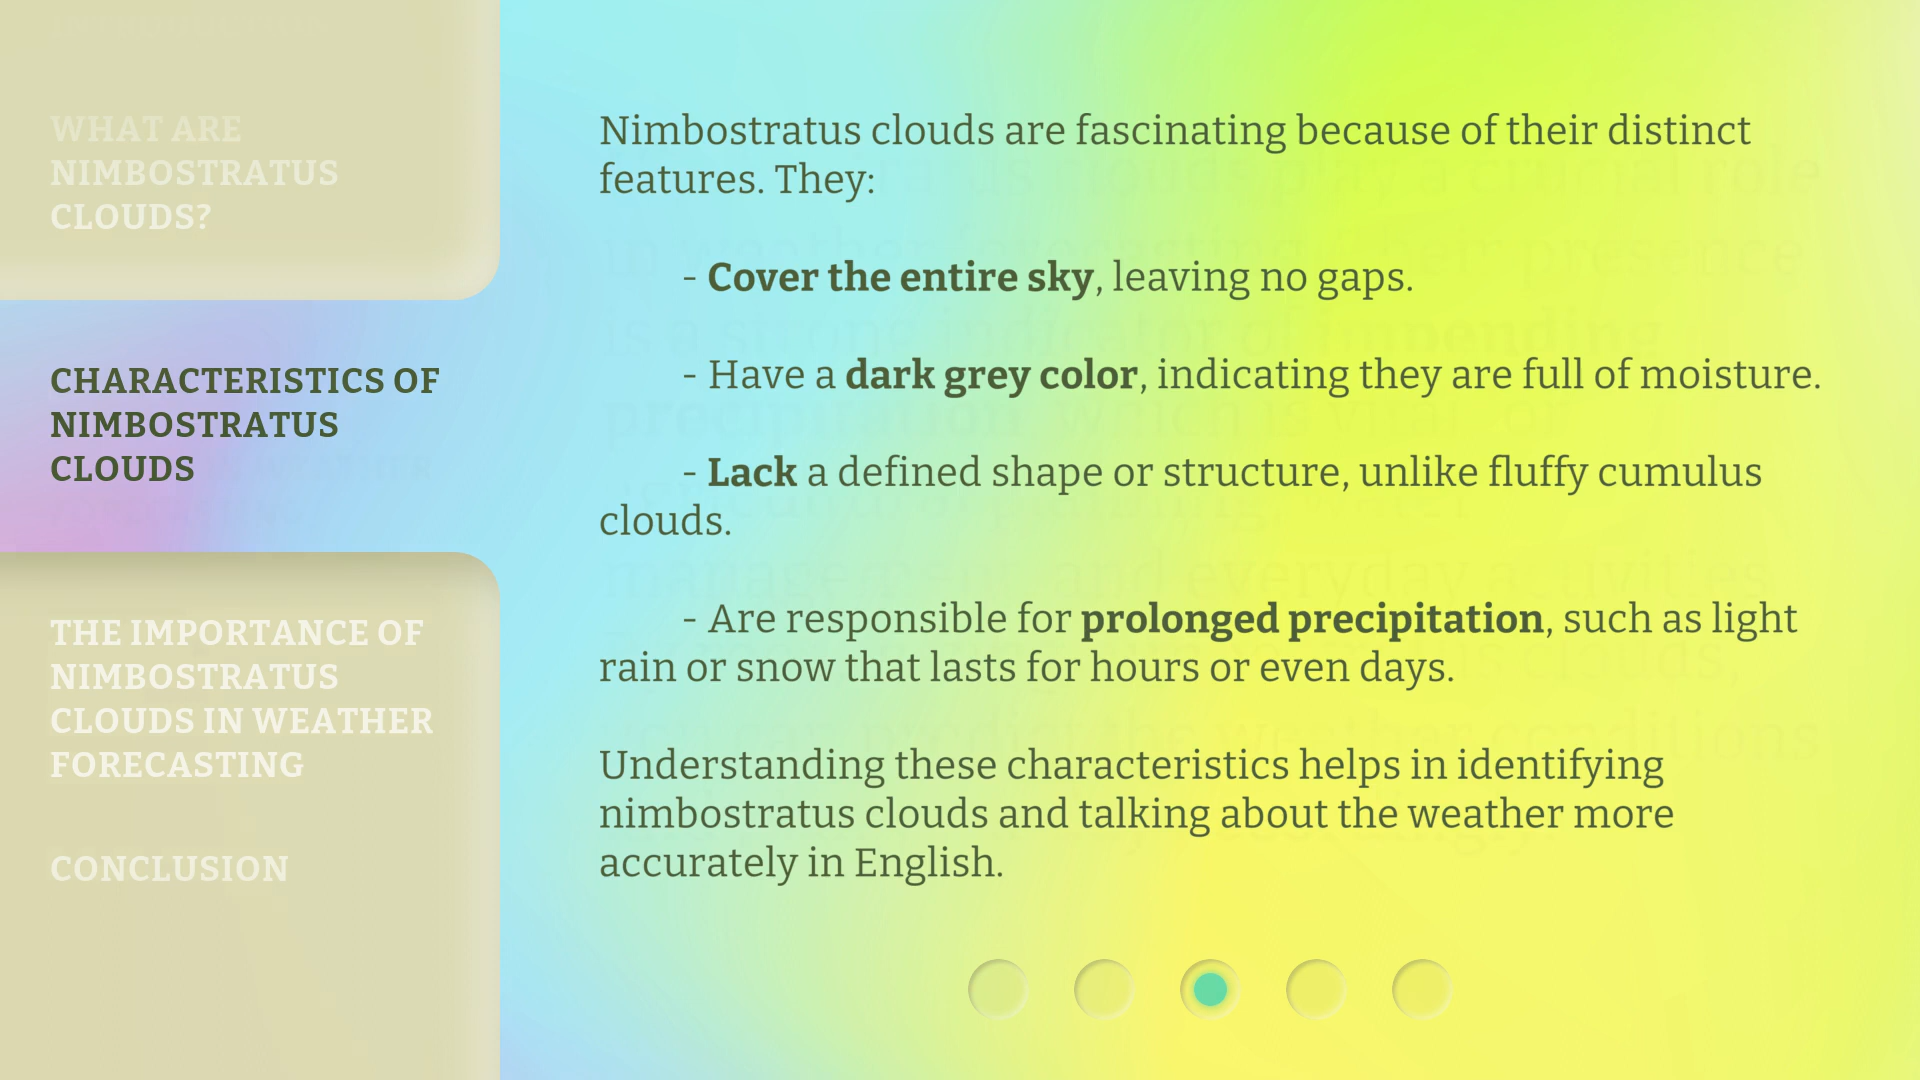 WHAT ARE
NIMBOSTRATUS
CLOUDS?
CHARACTERISTICS OF
NIMBOSTRATUS
CLOUDS
THE IMPORTANCE OF
NIMBOSTRATUS
CLOUDS IN WEATHER
FORECASTING
CONCLUSION
Nimbostratus clouds are fascinating because of their distinct
features. They:
- Cover the entire sky, leaving no gaps.
- Have a dark grey color, indicating they are full of moisture.
- Lack a defined shape or structure, unlike fluffy cumulus
clouds.
- Are responsible for prolonged precipitation, such as light
rain or snow that lasts for hours or even days.
Understanding these characteristics helps in identifying
nimbostratus clouds and talking about the weather more
accurately in English.